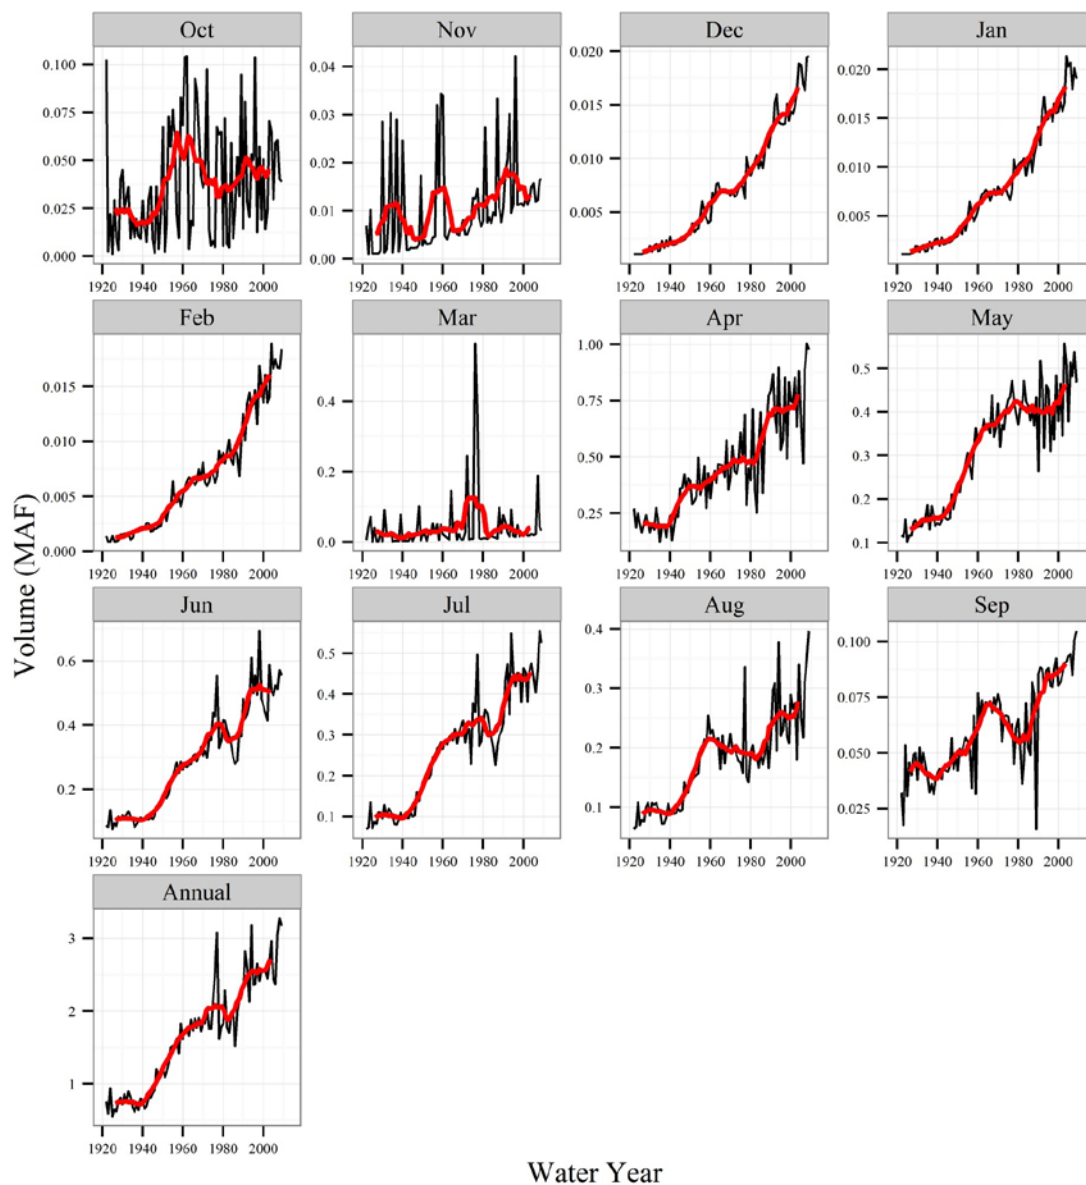 Oct Nov Dec Jan
0.100
0.075
0.050
0.025
0.000
1920 1940 1960 1980 2000
0.04
0.03
0.02
0.01
0.00
1920 1940 1960 1980 2000
0.020
0.015
0.010
0.005
1920 1940 1960 1980 2000
0.020
0.015
0.010
0.005
1920 1940 1960 1980 2000
Feb Mar Apr May
0.015
0.010
0.005
0.000
1920 1940 1960 1980 2000
0.4
0.2
0.0
1920 1940 1960 1980 2000
1.00
0.75
0.50
0.25
1920 1940 1960 1980 2000
0.5
0.4
0.3
0.2
0.1
1920 1940 1960 1980 2000
Volume (MAF)
Jun Jul Aug Sep
0.6
0.4
0.2
1920 1940 1960 1980 2000
0.5
0.4
0.3
0.2
0.1
1920 1940 1960 1980 2000
0.4
0.3
0.2
0.1
1920 1940 1960 1980 2000
0.100
0.075
0.050
0.025
1920 1940 1960 1980 2000
Annual
3
2
1
1920 1940 1960 1980 2000
Water Year